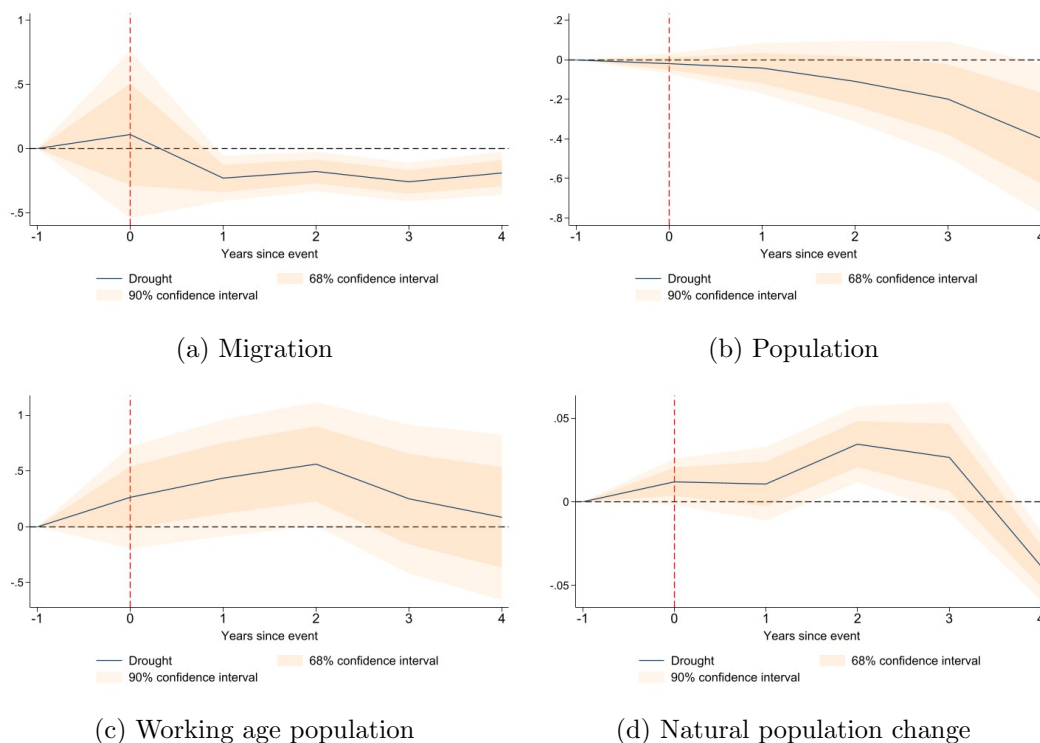 1
.5
0
-.5
-1 0 1 2 3 4
Years since event
Drought 68% confidence interval
90% confidence interval
(a) Migration
.2
0
-.2
-.4
-.6
-.8
-1 0 1 2 3 4
Years since event
Drought 68% confidence interval
90% confidence interval
(b) Population
1
.5
0
-.5
-1 0 1 2 3 4
Years since event
Drought 68% confidence interval
90% confidence interval
(c) Working age population
.05
0
-.05
-1 0 1 2 3 4
Years since event
Drought 68% confidence interval
90% confidence interval
(d) Natural population change